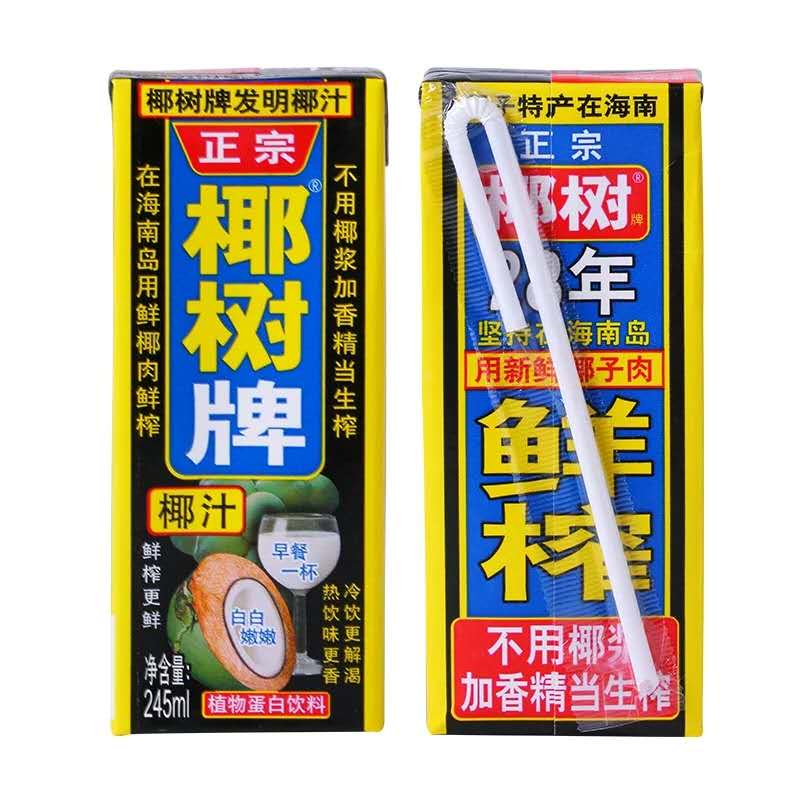 椰树牌发明椰汁
正宗
在海南岛用鲜椰肉鲜榨
椰树牌®
不用椰浆加香精当生榨
椰汁
鲜榨更鲜
早餐
一杯
白白
嫩嫩
冷饮更解渴
热饮味更香
净含量:
245ml
植物蛋白饮料
子特产在海南
正宗
椰树®牌
年
坚持在海南岛
用新鲜椰子肉
鲜榨
不用椰浆
加香精当生榨